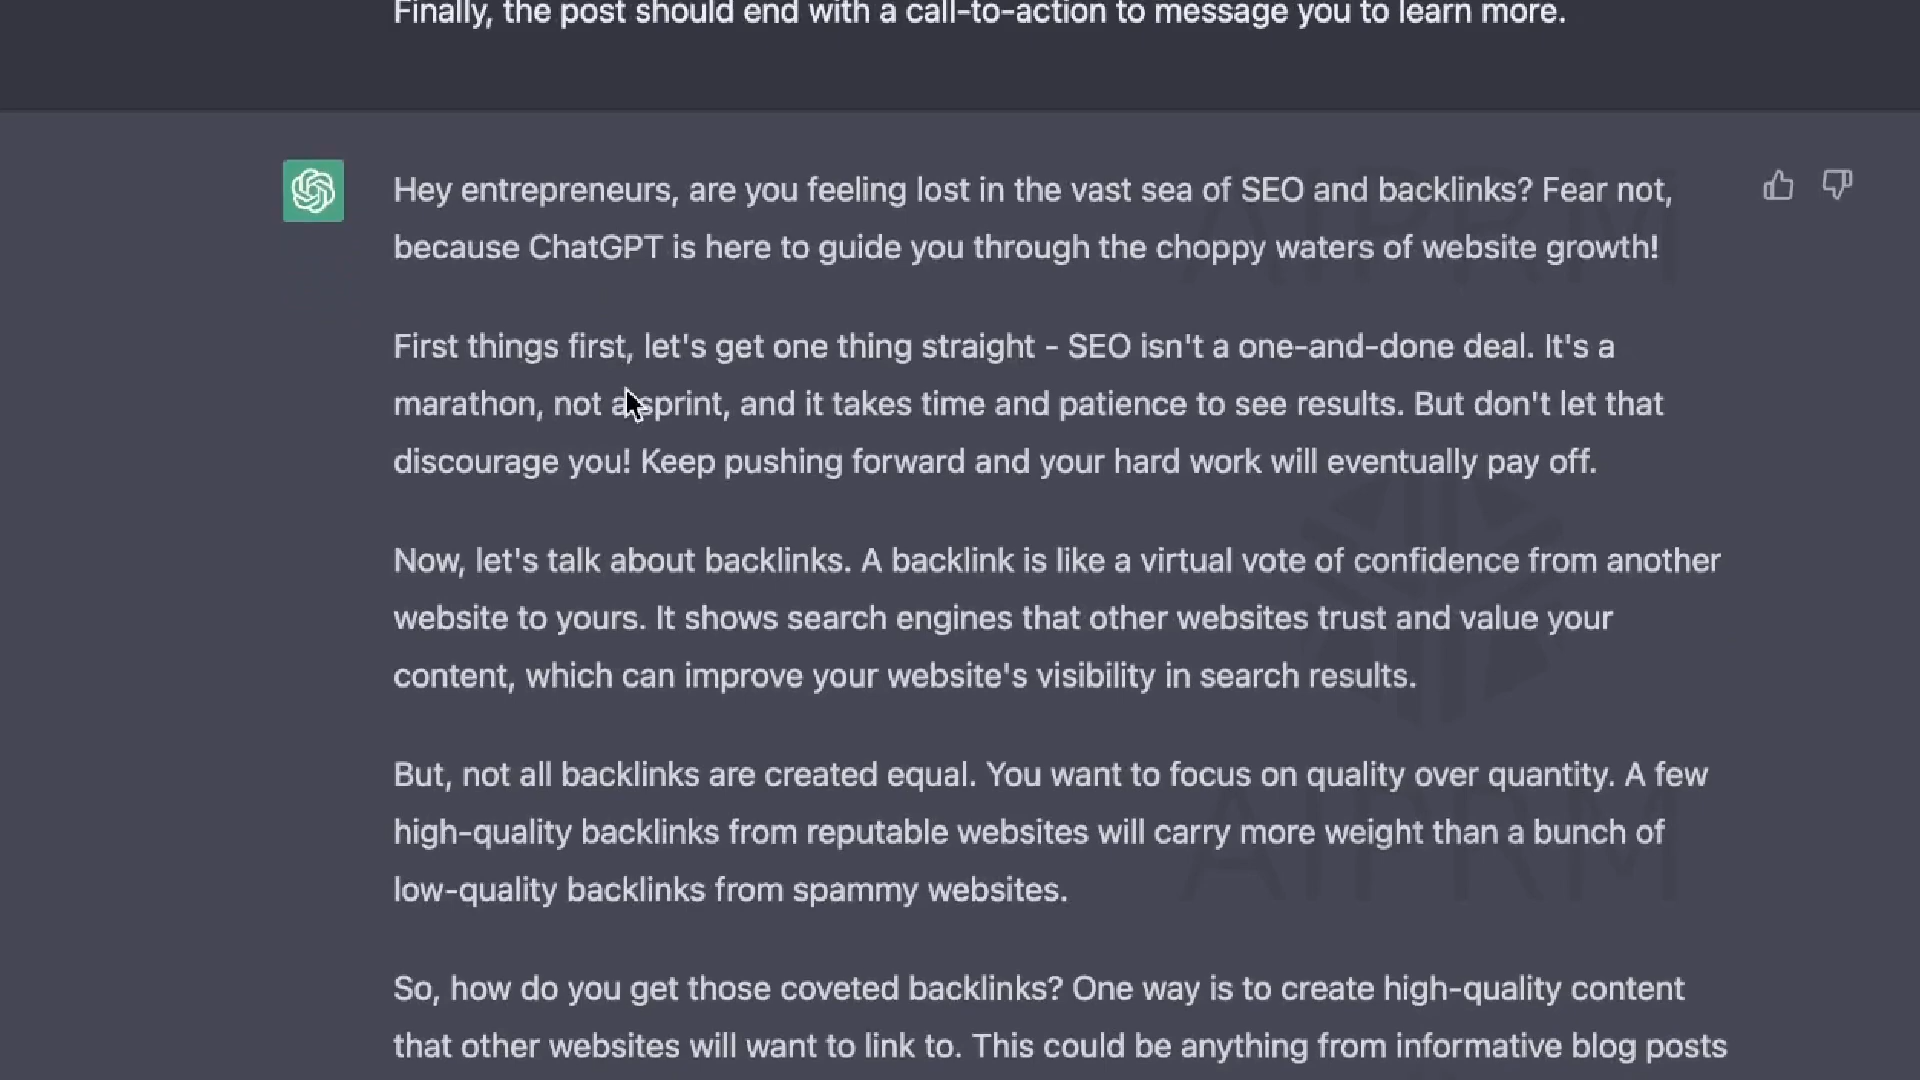 Finally, the post should end with a call-to-action to message you to learn more.
Hey entrepreneurs, are you feeling lost in the vast sea of SEO and backlinks? Fear not,
because ChatGPT is here to guide you through the choppy waters of website growth!
First things first, let's get one thing straight - SEO isn't a one-and-done deal. It's a
marathon, not a sprint, and it takes time and patience to see results. But don't let that
discourage you! Keep pushing forward and your hard work will eventually pay off.
Now, let's talk about backlinks. A backlink is like a virtual vote of confidence from another
website to yours. It shows search engines that other websites trust and value your
content, which can improve your website's visibility in search results.
But, not all backlinks are created equal. You want to focus on quality over quantity. A few
high-quality backlinks from reputable websites will carry more weight than a bunch of
low-quality backlinks from spammy websites.
So, how do you get those coveted backlinks? One way is to create high-quality content
that other websites will want to link to. This could be anything from informative blog posts
AIPRM
AIPRM